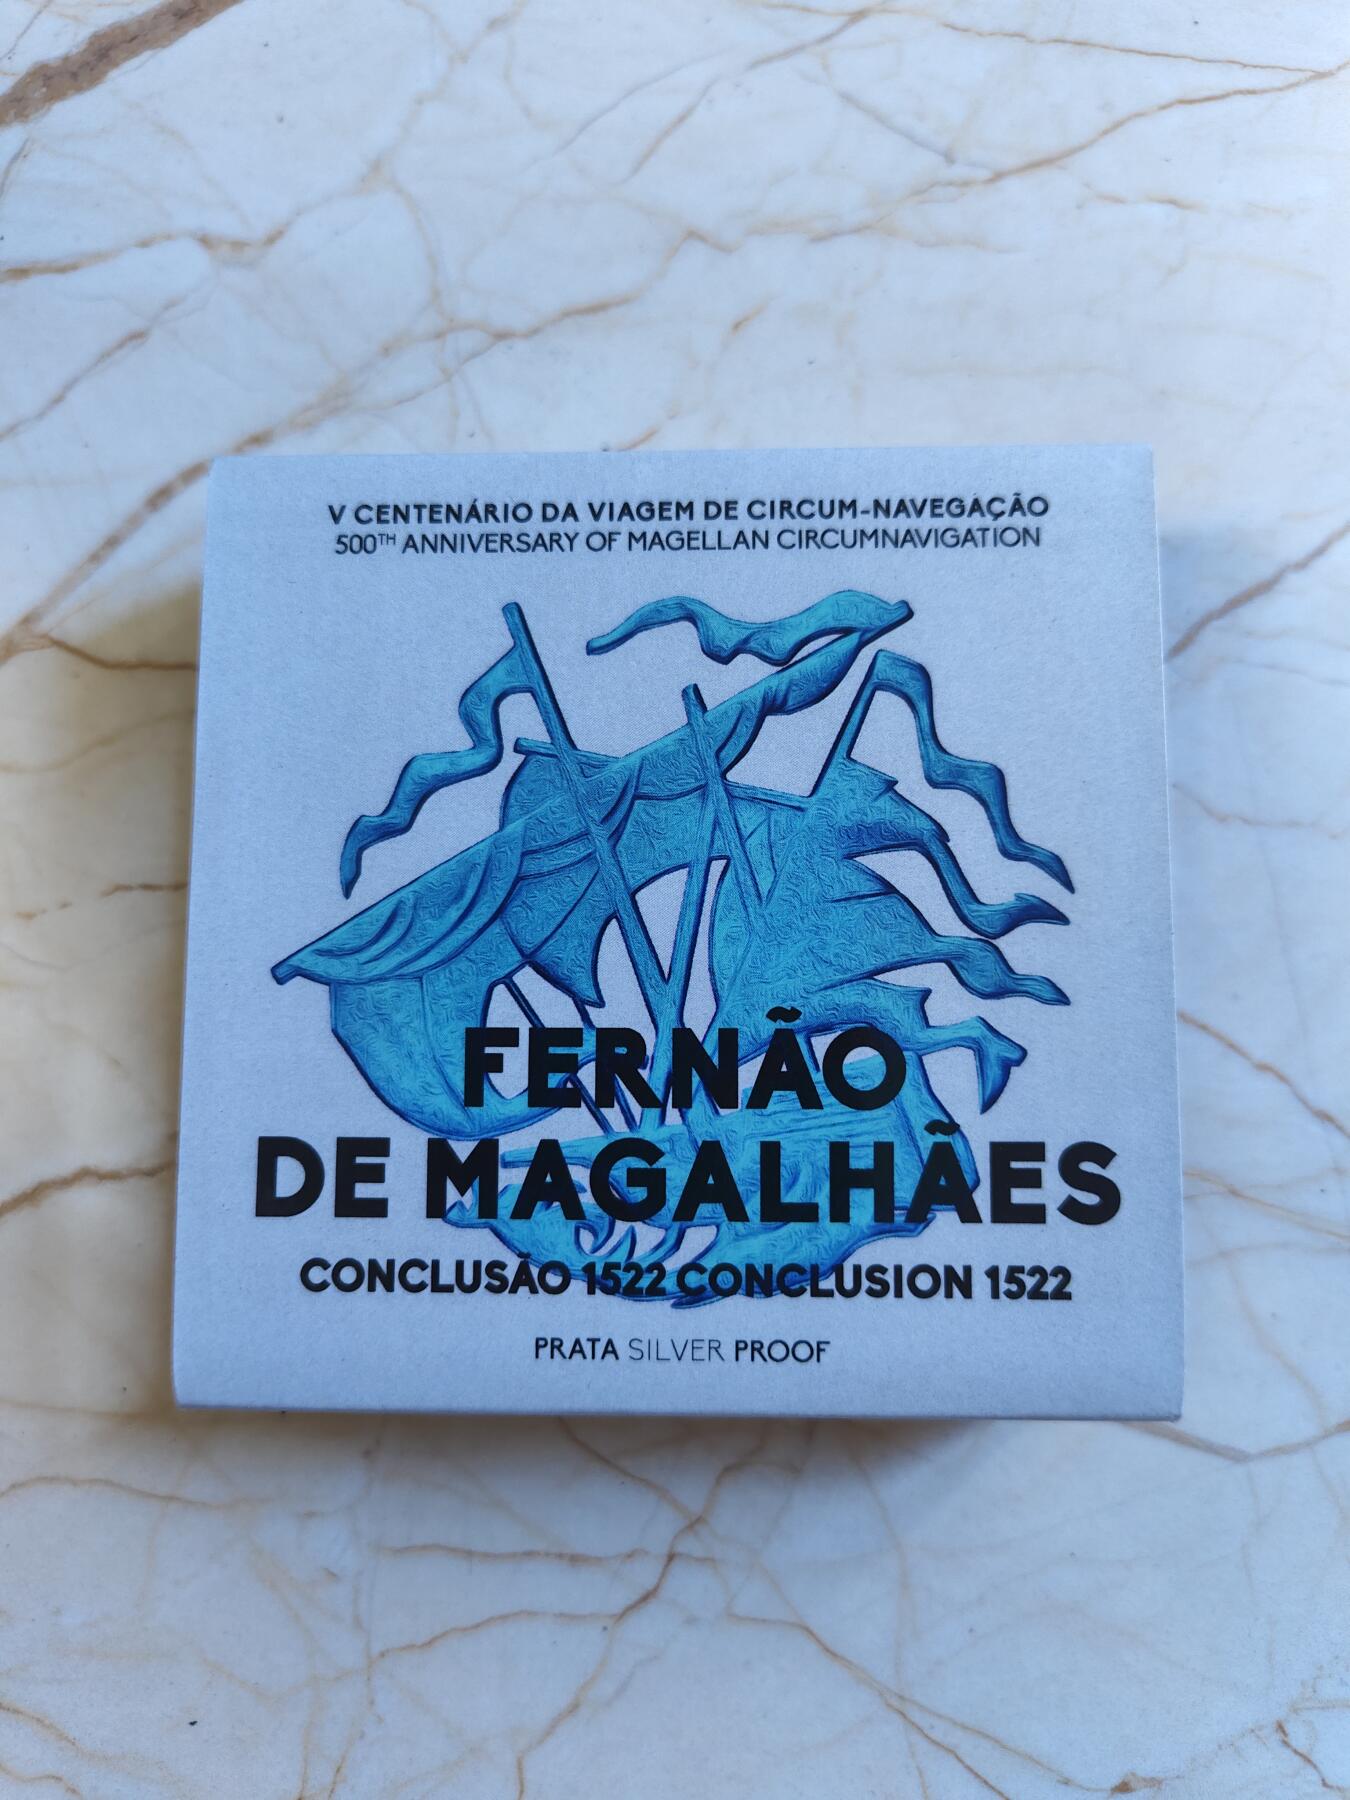 V CENTENÁRIO DA VIAGEM DE CIRCUM-NAVEGAÇÃO
500TH ANNIVERSARY OF MAGELLAN CIRCUMNAVIGATION
FERNÃO
DE MAGALHÃES
CONCLUSÃO 1522 CONCLUSION 1522
PRATA SILVER PROOF